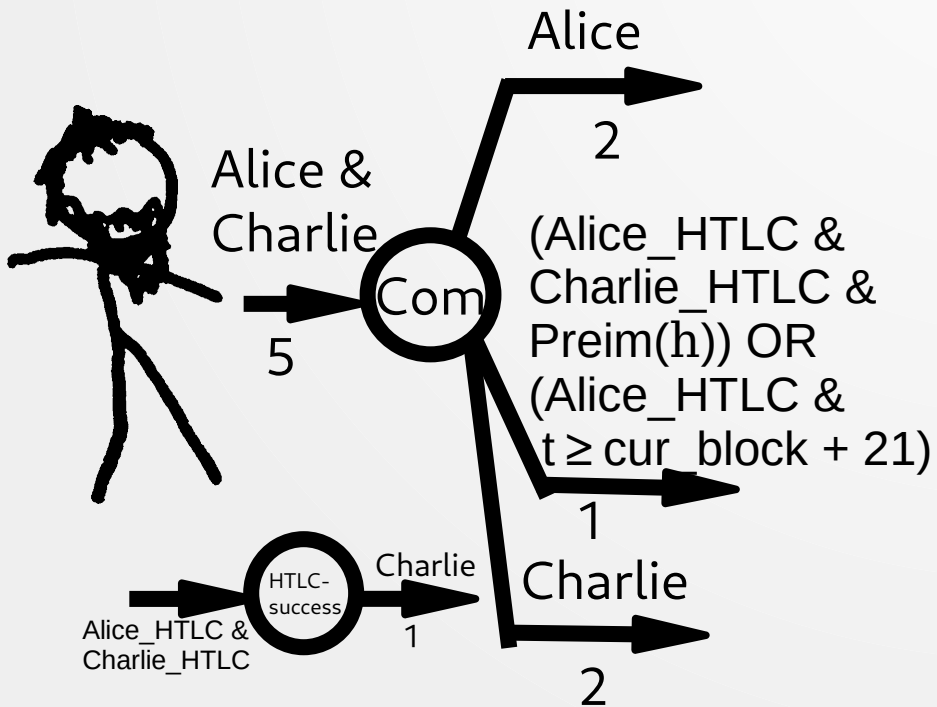 Alice
2
Alice &
Charlie
5
Com
(Alice_HTLC &
Charlie_HTLC &
Preim(h)) OR
(Alice_HTLC &
t ≥ cur_block + 21)
1
Charlie
2
HTLC-
success
Charlie
1
Alice_HTLC &
Charlie_HTLC